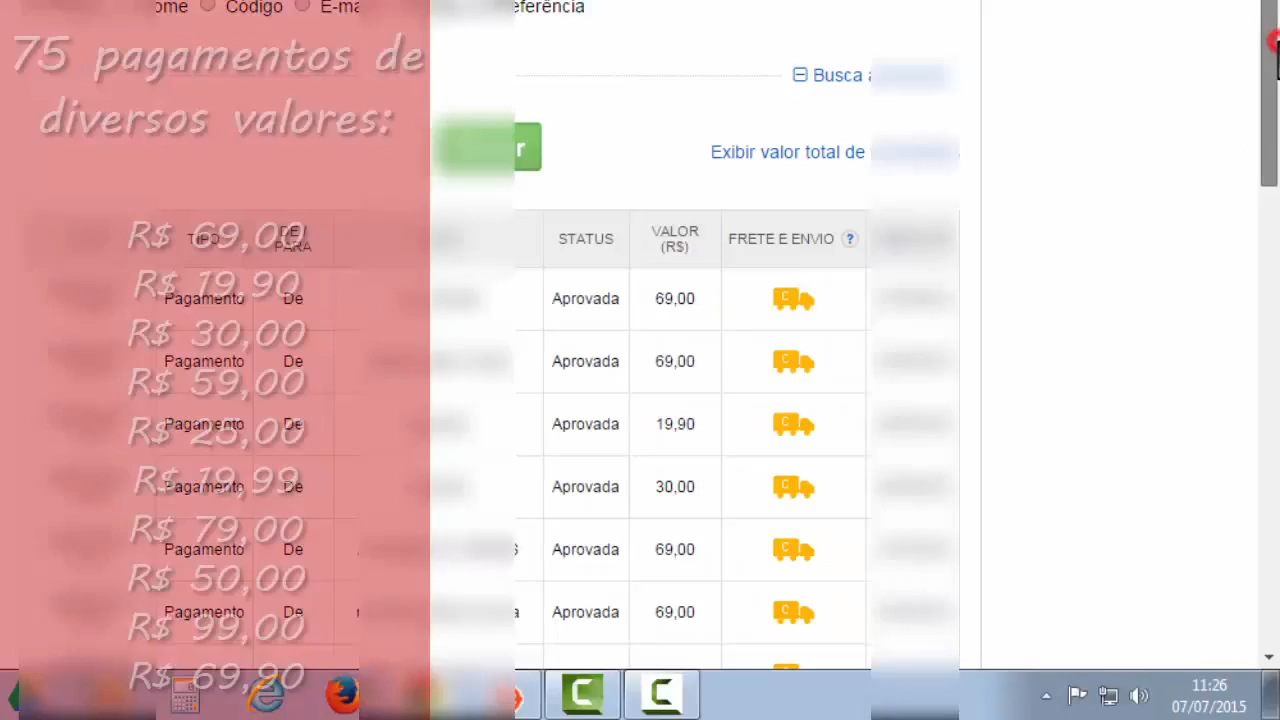 ome Código E-ma eferência
75 pagamentos de
diversos valores:
Busca a
r
Exibir valor total de
TIPO DE / PARA STATUS VALOR (R$) FRETE E ENVIO ?
R$ 69,00
Pagamento De Aprovada 69,00 C
R$ 19,90
R$ 30,00
Pagamento De Aprovada 69,00 C
R$ 59,00
Pagamento De Aprovada 19,90 C
R$ 25,00
Pagamento De Aprovada 30,00 C
R$ 19,99
R$ 79,00
Pagamento De Aprovada 69,00 C
R$ 50,00
Pagamento De Aprovada 69,00 C
R$ 99,00
R$ 69,90
11:26
07/07/2015